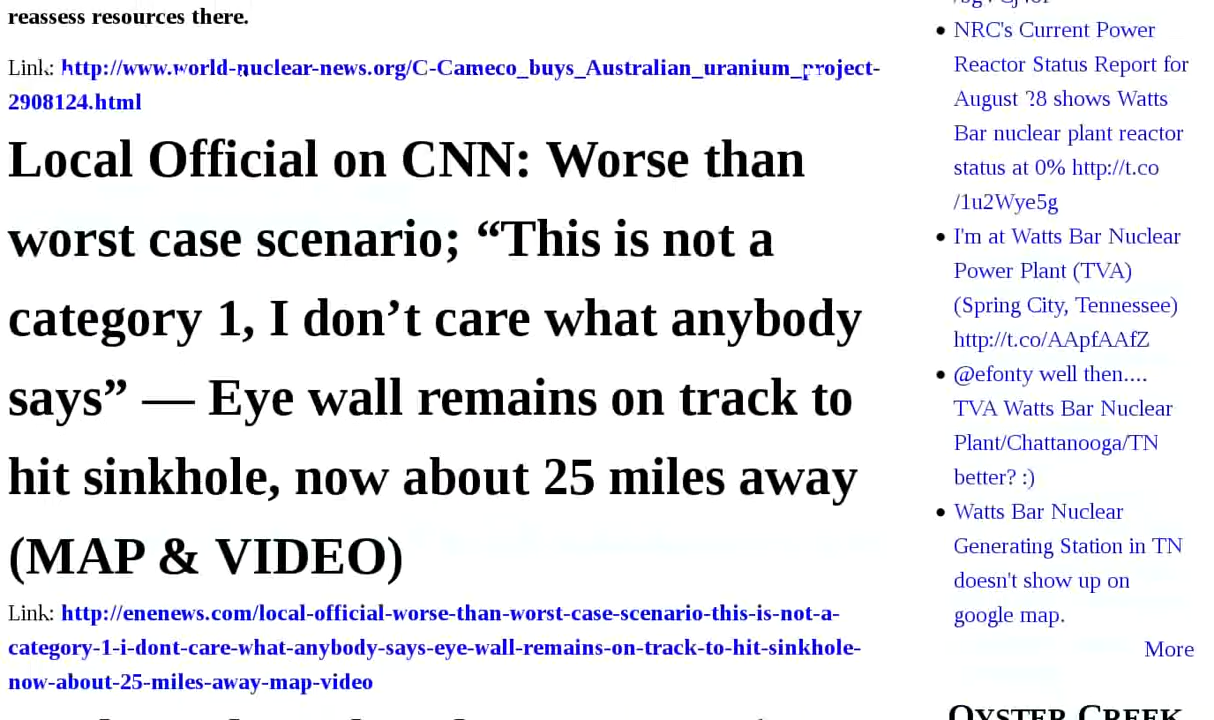 reassess resources there.
Link: http://www.world-nuclear-news.org/C-Cameco_buys_Australian_uranium_project-
2908124.html
Local Official on CNN: Worse than
worst case scenario; “This is not a
category 1, I don’t care what anybody
says” — Eye wall remains on track to
hit sinkhole, now about 25 miles away
(MAP & VIDEO)
Link: http://enenews.com/local-official-worse-than-worst-case-scenario-this-is-not-a-
category-1-i-dont-care-what-anybody-says-eye-wall-remains-on-track-to-hit-sinkhole-
now-about-25-miles-away-map-video
NRC's Current Power
Reactor Status Report for
August 28 shows Watts
Bar nuclear plant reactor
status at 0% http://t.co
/1u2Wye5g
I'm at Watts Bar Nuclear
Power Plant (TVA)
(Spring City, Tennessee)
http://t.co/AApfAAfZ
@efonty well then....
TVA Watts Bar Nuclear
Plant/Chattanooga/TN
better? :)
Watts Bar Nuclear
Generating Station in TN
doesn't show up on
google map.
More
OYSTER CREEK